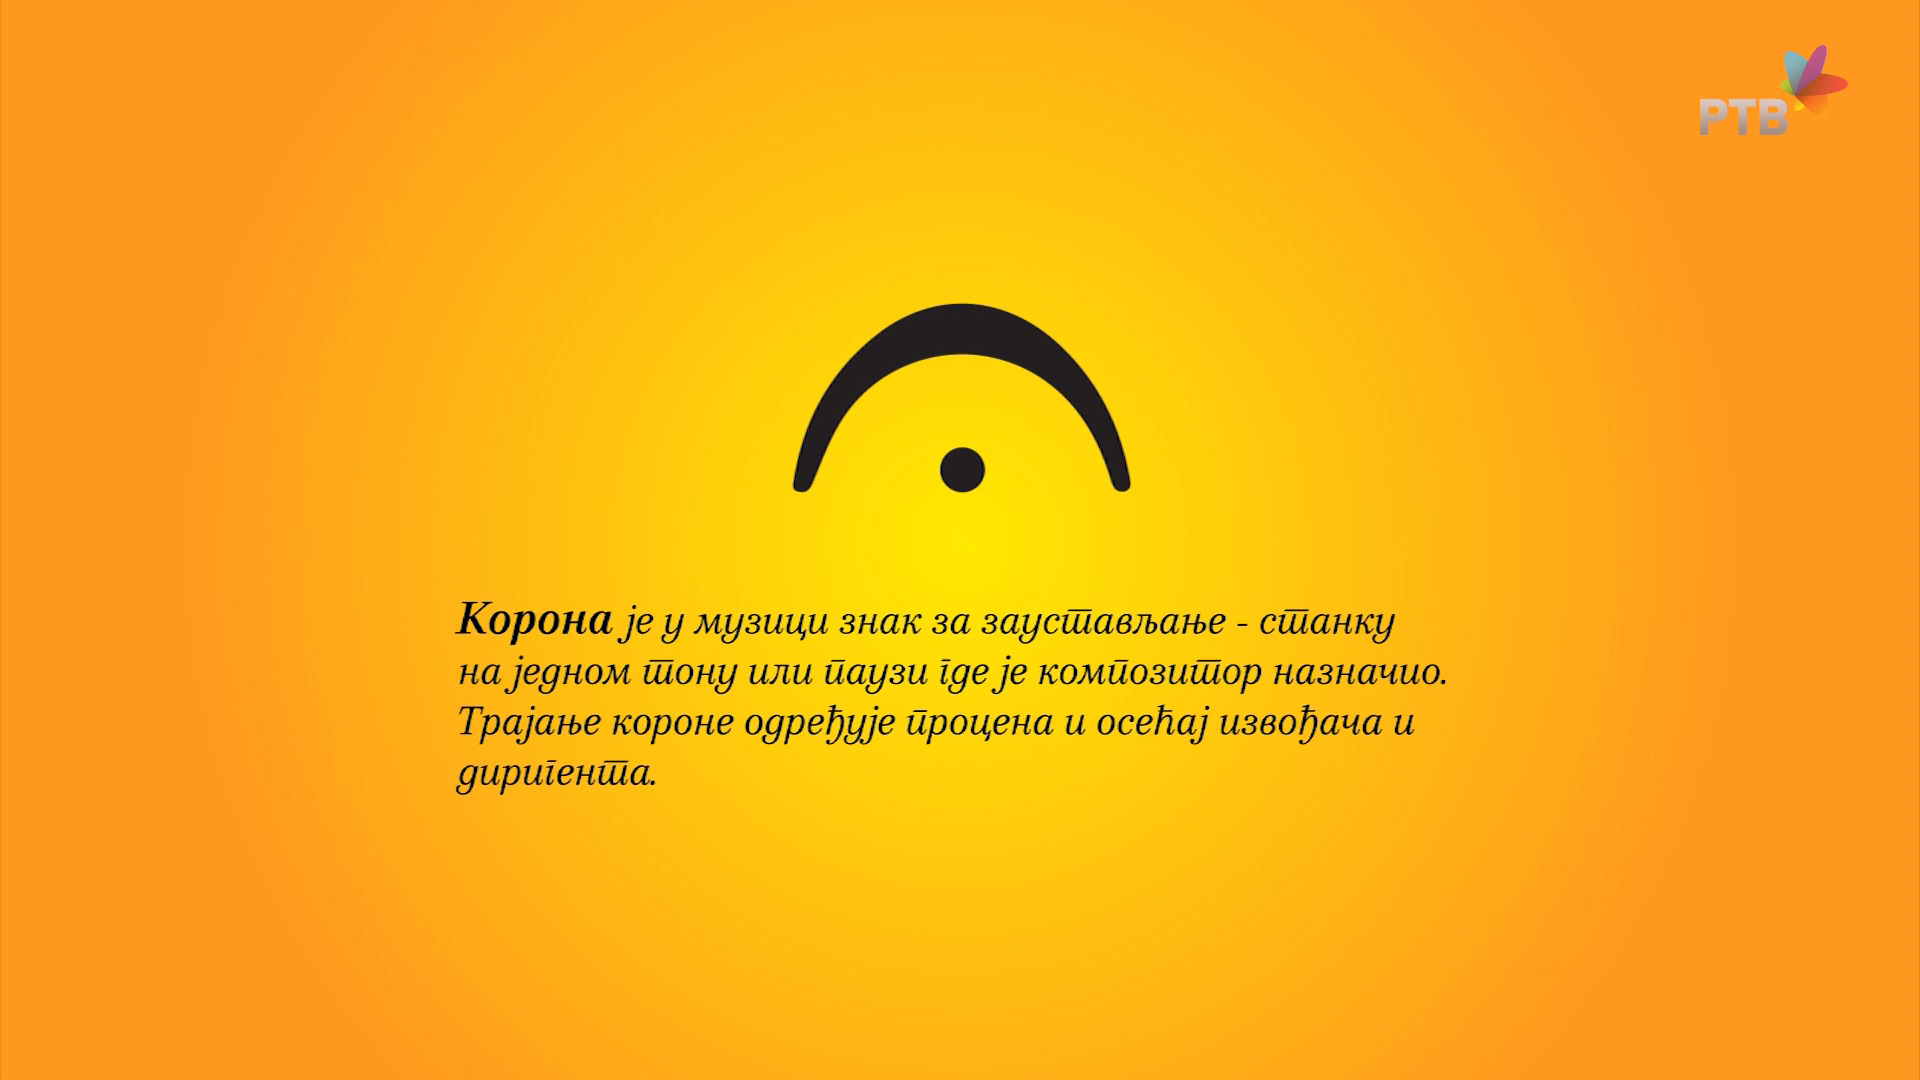 РТВ
Корона је у музици знак за заустављање - станку
на једном тону или паузи где је композитор назначио.
Трајање короне одређује процена и осећај извођача и
диригента.